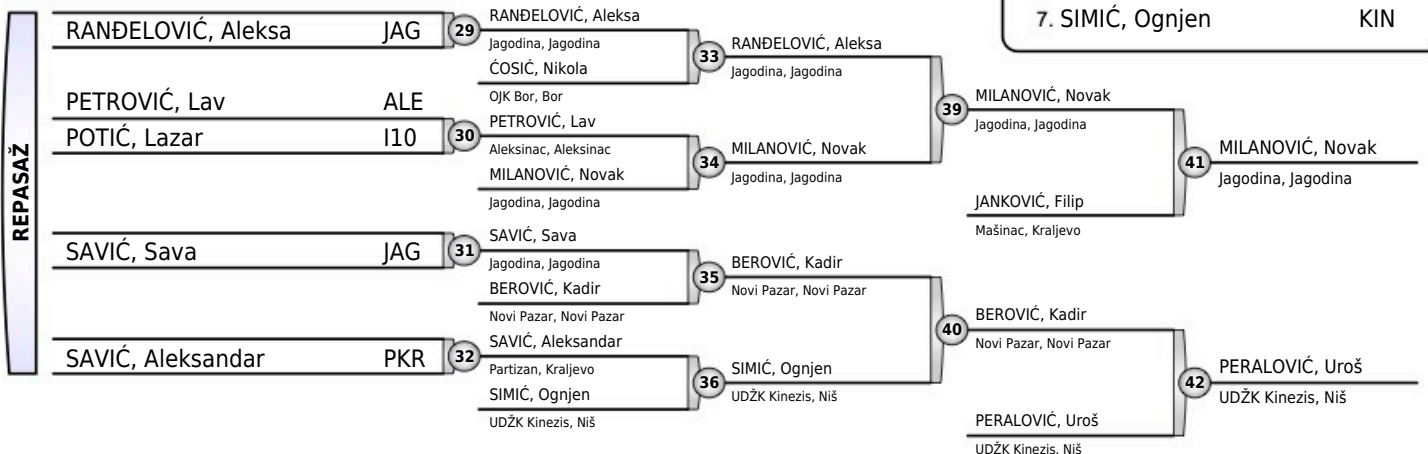 7. SIMIĆ, Ognjen KIN
REPASAŽ
RANĐELOVIĆ, Aleksa JAG
PETROVIĆ, Lav ALE
POTIĆ, Lazar I10
SAVIĆ, Sava JAG
SAVIĆ, Aleksandar PKR
29
RANĐELOVIĆ, Aleksa
Jagodina, Jagodina
ĆOSIĆ, Nikola
OJK Bor, Bor
30
PETROVIĆ, Lav
Aleksinac, Aleksinac
MILANOVIĆ, Novak
Jagodina, Jagodina
31
SAVIĆ, Sava
Jagodina, Jagodina
BEROVIĆ, Kadir
Novi Pazar, Novi Pazar
32
SAVIĆ, Aleksandar
Partizan, Kraljevo
SIMIĆ, Ognjen
UDŽK Kinezis, Niš
33
RANĐELOVIĆ, Aleksa
Jagodina, Jagodina
34
MILANOVIĆ, Novak
Jagodina, Jagodina
35
BEROVIĆ, Kadir
Novi Pazar, Novi Pazar
36
SIMIĆ, Ognjen
UDŽK Kinezis, Niš
39
MILANOVIĆ, Novak
Jagodina, Jagodina
JANKOVIĆ, Filip
Mašinac, Kraljevo
40
BEROVIĆ, Kadir
Novi Pazar, Novi Pazar
PERALOVIĆ, Uroš
UDŽK Kinezis, Niš
41
MILANOVIĆ, Novak
Jagodina, Jagodina
42
PERALOVIĆ, Uroš
UDŽK Kinezis, Niš